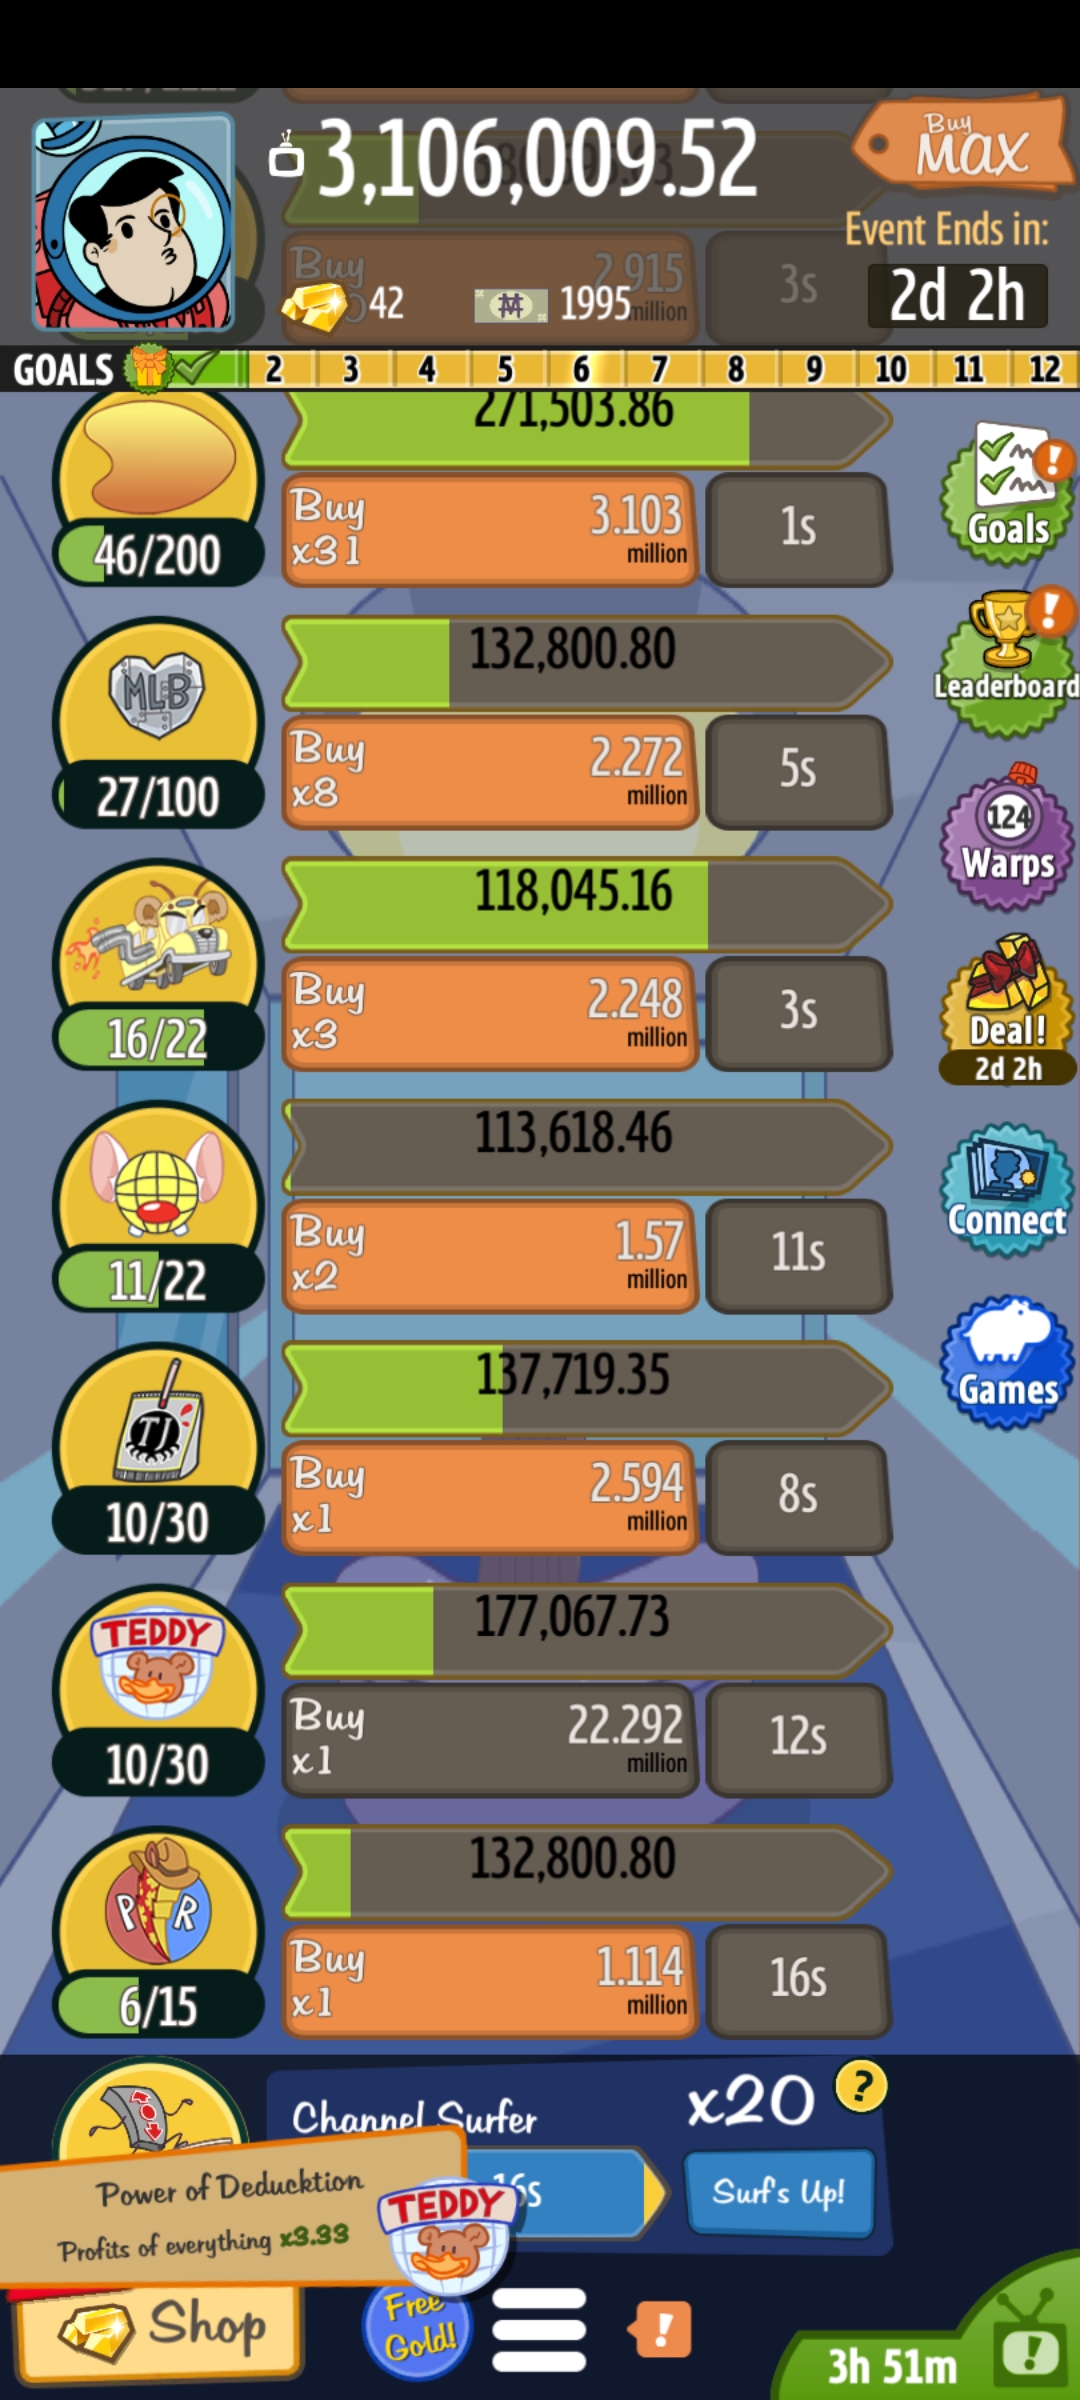 3,106,009.52
Buy
MAX
Event Ends in:
2d 2h
Buy
2.915
million
3s
42
1995
GOALS 2 3 4 5 6 7 8 9 10 11 12
271,503.86
46/200
Buy
x31
3.103
million
1s
Goals
132,800.80
MLB
27/100
Buy
x8
2.272
million
5s
Leaderboard
118,045.16
16/22
Buy
x3
2.248
million
3s
124
Warps
Deal!
2d 2h
113,618.46
11/22
Buy
x2
1.57
million
11s
Connect
137,719.35
TJ
10/30
Buy
x1
2.594
million
8s
Games
177,067.73
TEDDY
10/30
Buy
x1
22.292
million
12s
132,800.80
P R
6/15
Buy
x1
1.114
million
16s
Channel Surfer
x20
?
Surf's Up!
Power of Deducktion
Profits of everything x3.33
TEDDY
Shop
Free
Gold!
3h 51m